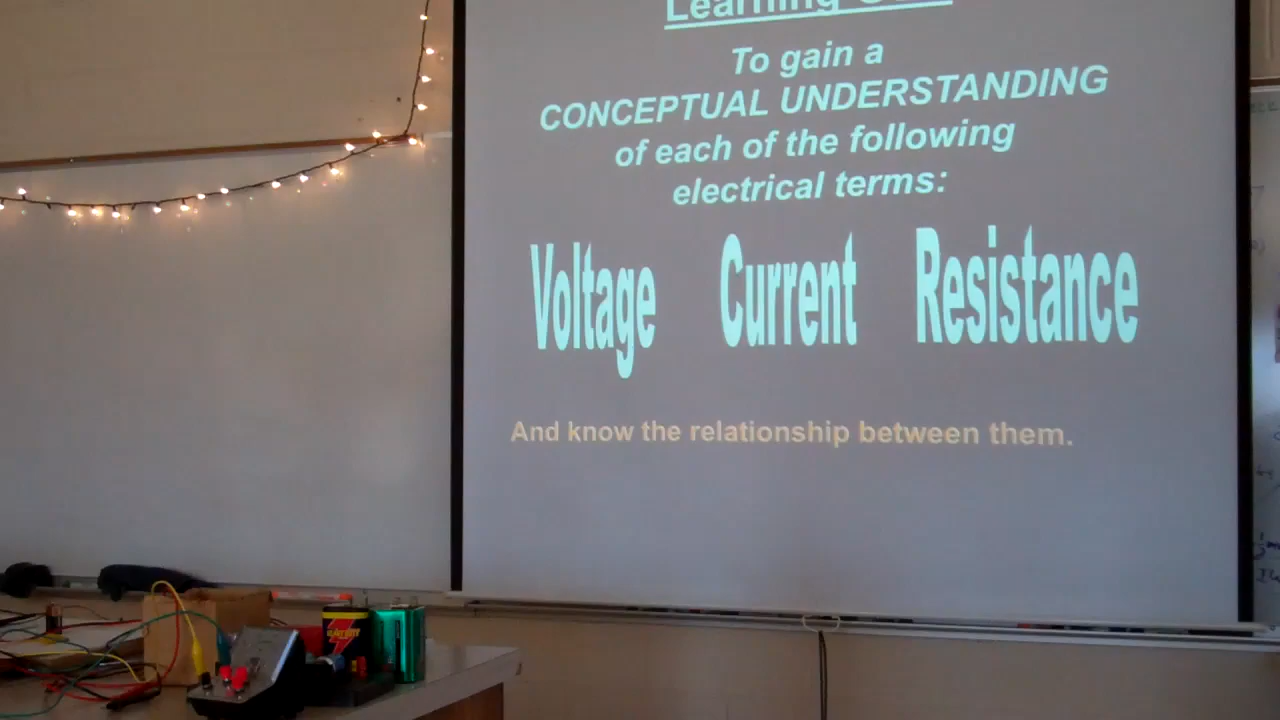 Learning
To gain a
CONCEPTUAL UNDERSTANDING
of each of the following
electrical terms:
Voltage Current Resistance
And know the relationship between them.